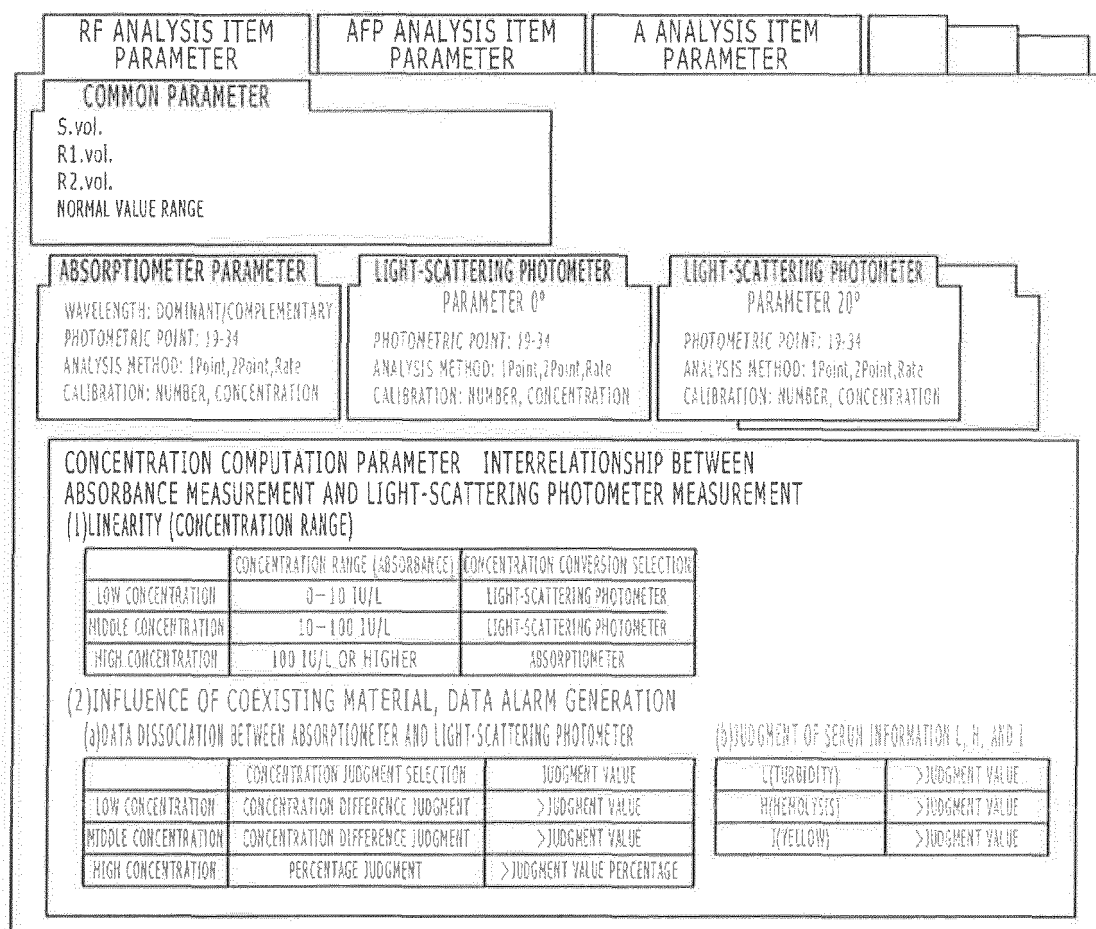 RF ANALYSIS ITEM
PARAMETER
AFP ANALYSIS ITEM
PARAMETER
A ANALYSIS ITEM
PARAMETER
COMMON PARAMETER
S.vol.
R1.vol.
R2.vol.
NORMAL VALUE RANGE
ABSORPTIOMETER PARAMETER
WAVELENGTH: DOMINANT/COMPLEMENTARY
PHOTOMETRIC POINT: 19-34
ANALYSIS METHOD: 1Point,2Point,Rate
CALIBRATION: NUMBER, CONCENTRATION
LIGHT-SCATTERING PHOTOMETER
PARAMETER 0°
PHOTOMETRIC POINT: 19-34
ANALYSIS METHOD: 1Point,2Point,Rate
CALIBRATION: NUMBER, CONCENTRATION
LIGHT-SCATTERING PHOTOMETER
PARAMETER 20°
PHOTOMETRIC POINT: 19-34
ANALYSIS METHOD: 1Point,2Point,Rate
CALIBRATION: NUMBER, CONCENTRATION
CONCENTRATION COMPUTATION PARAMETER INTERRELATIONSHIP BETWEEN
ABSORBANCE MEASUREMENT AND LIGHT-SCATTERING PHOTOMETER MEASUREMENT
(1)LINEARITY (CONCENTRATION RANGE)
CONCENTRATION RANGE (ABSORBANCE) CONCENTRATION CONVERSION SELECTION
LOW CONCENTRATION 0-10 IU/L LIGHT-SCATTERING PHOTOMETER
MIDDLE CONCENTRATION 10-100 IU/L LIGHT-SCATTERING PHOTOMETER
HIGH CONCENTRATION 100 IU/L OR HIGHER ABSORPTIOMETER
(2)INFLUENCE OF COEXISTING MATERIAL, DATA ALARM GENERATION
(a)DATA DISSOCIATION BETWEEN ABSORPTIOMETER AND LIGHT-SCATTERING PHOTOMETER
CONCENTRATION JUDGMENT SELECTION JUDGMENT VALUE
LOW CONCENTRATION CONCENTRATION DIFFERENCE JUDGMENT >JUDGMENT VALUE
MIDDLE CONCENTRATION CONCENTRATION DIFFERENCE JUDGMENT >JUDGMENT VALUE
HIGH CONCENTRATION PERCENTAGE JUDGMENT >JUDGMENT VALUE PERCENTAGE
(b)JUDGMENT OF SERUM INFORMATION L, H, AND I
L(TURBIDITY) >JUDGMENT VALUE
H(HEMOLYSIS) >JUDGMENT VALUE
I(YELLOW) >JUDGMENT VALUE